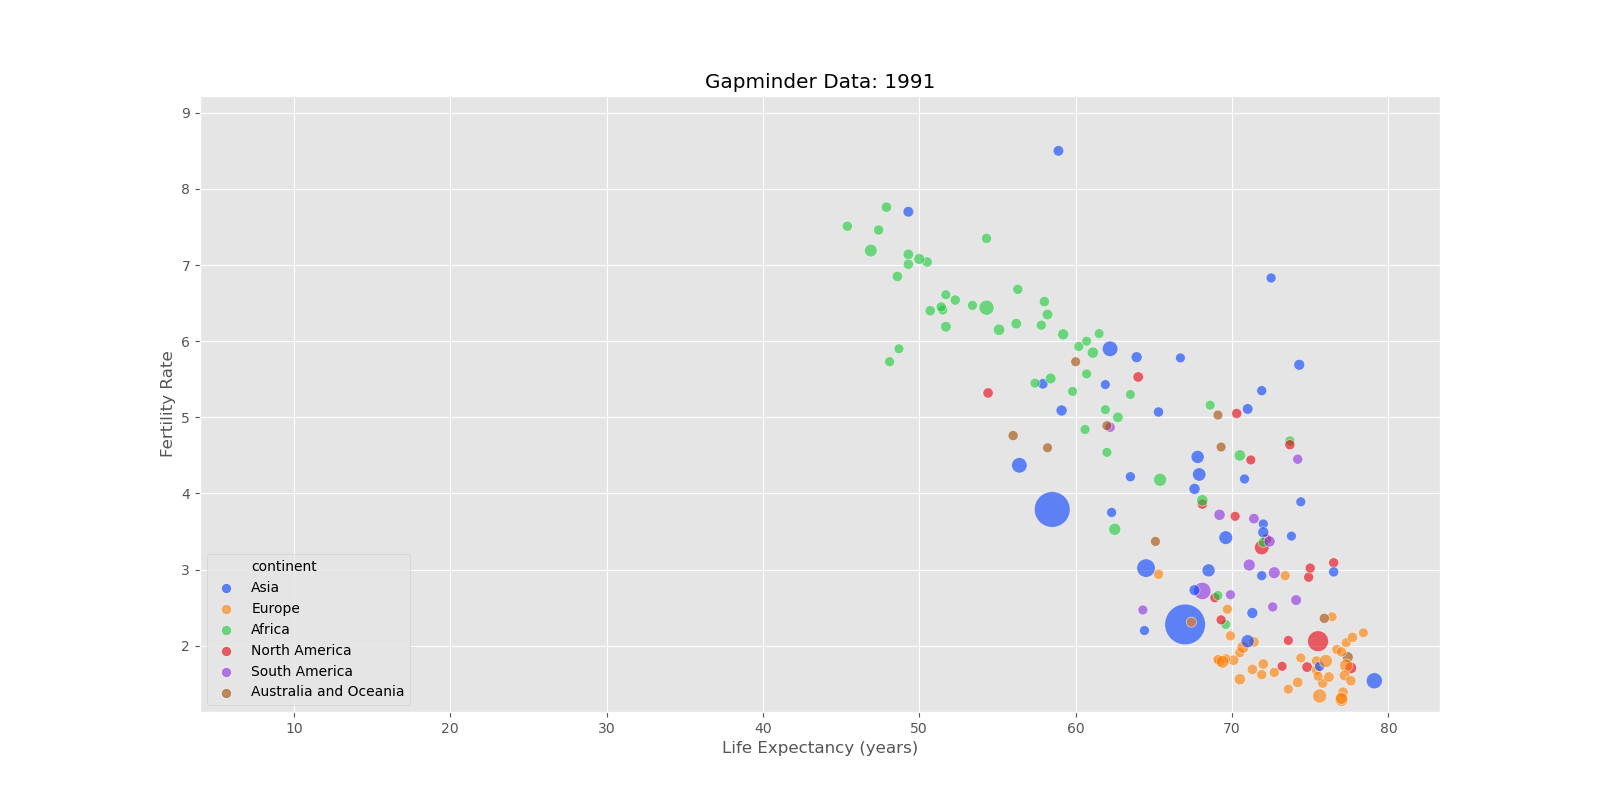 Gapminder Data: 1991
9
8
7
6
5
4
3
2
Fertility Rate
continent
Asia
Europe
Africa
North America
South America
Australia and Oceania
10 20 30 40 50 60 70 80
Life Expectancy (years)